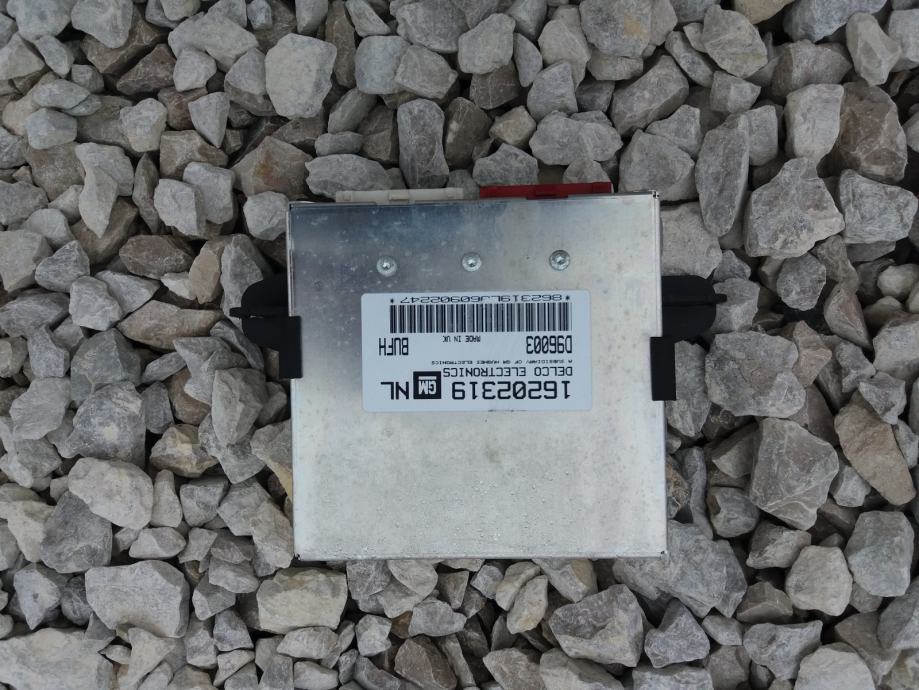 16202319 GM NL
DELCO ELECTRONICS
A SUBSIDIARY OF GM HUGHES ELECTRONICS
D96003 MADE IN UK BUFH
*862319LJ60902247*